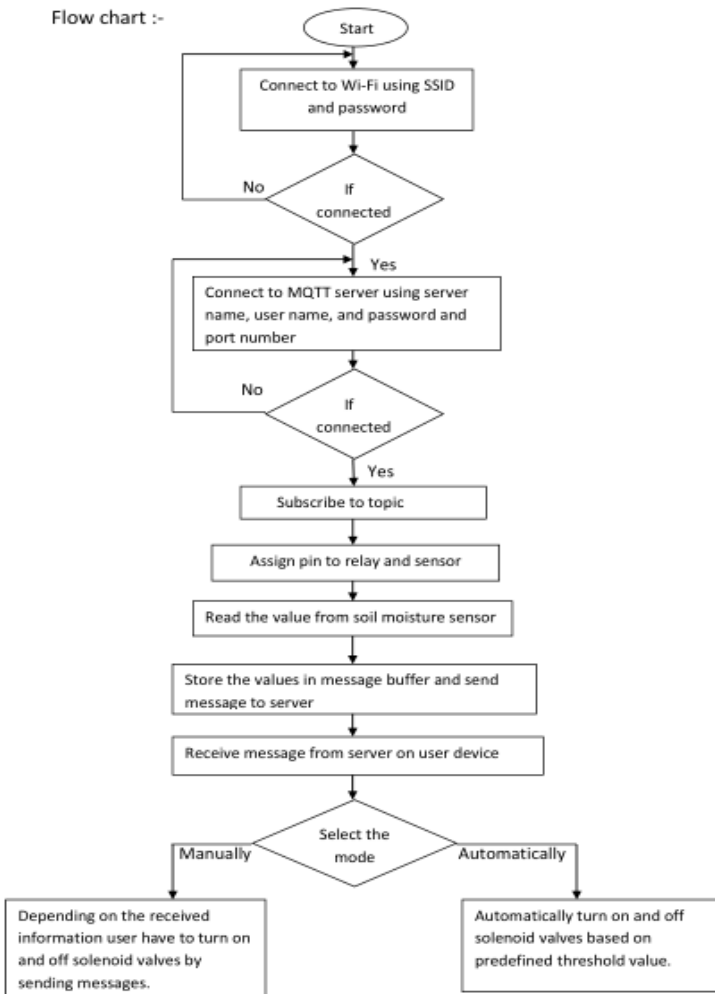 Flow chart :-
Start
Connect to Wi-Fi using SSID
and password
No
If
connected
Yes
Connect to MQTT server using server
name, user name, and password and
port number
No
If
connected
Yes
Subscribe to topic
Assign pin to relay and sensor
Read the value from soil moisture sensor
Store the values in message buffer and send
message to server
Receive message from server on user device
Select the
mode
Manually
Automatically
Depending on the received
information user have to turn on
and off solenoid valves by
sending messages.
Automatically turn on and off
solenoid valves based on
predefined threshold value.